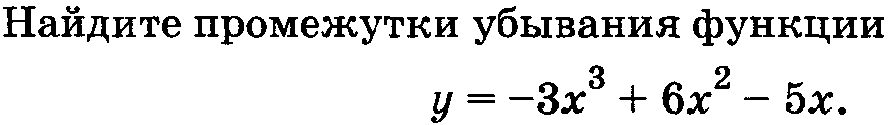 Найдите промежутки убывания функции
y = −3x³ + 6x² − 5x.